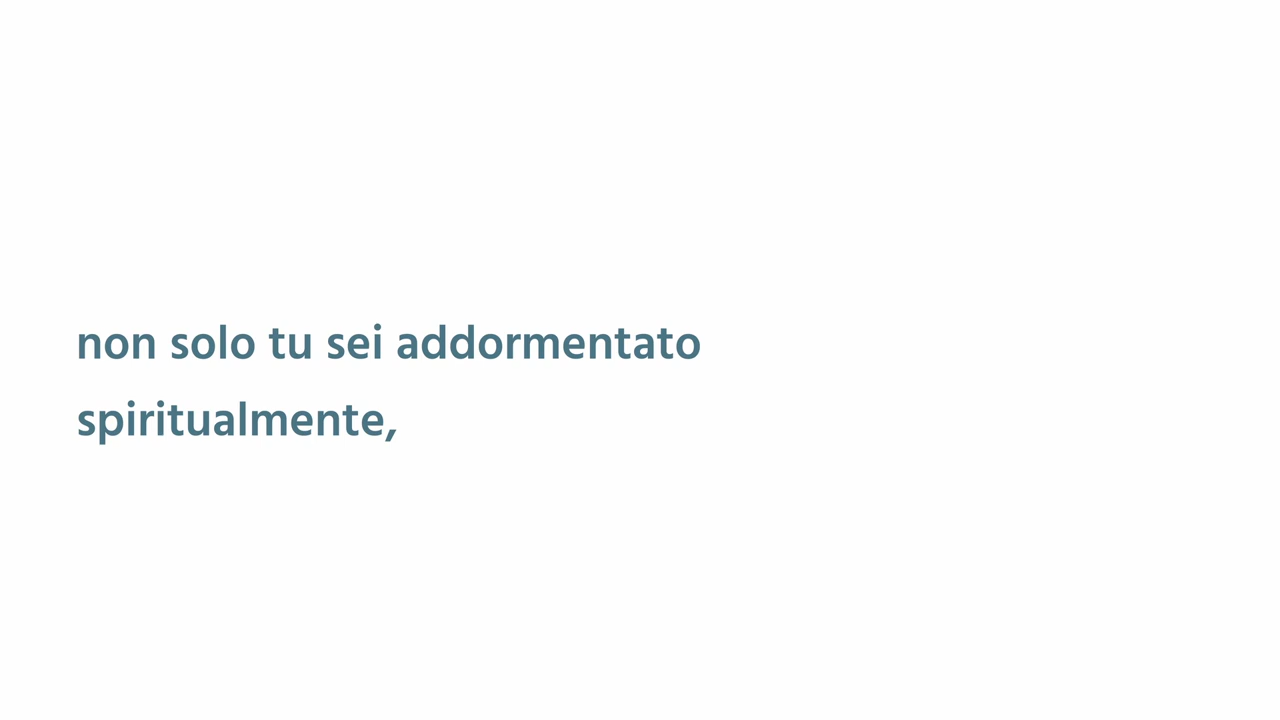 non solo tu sei addormentato
spiritualmente,